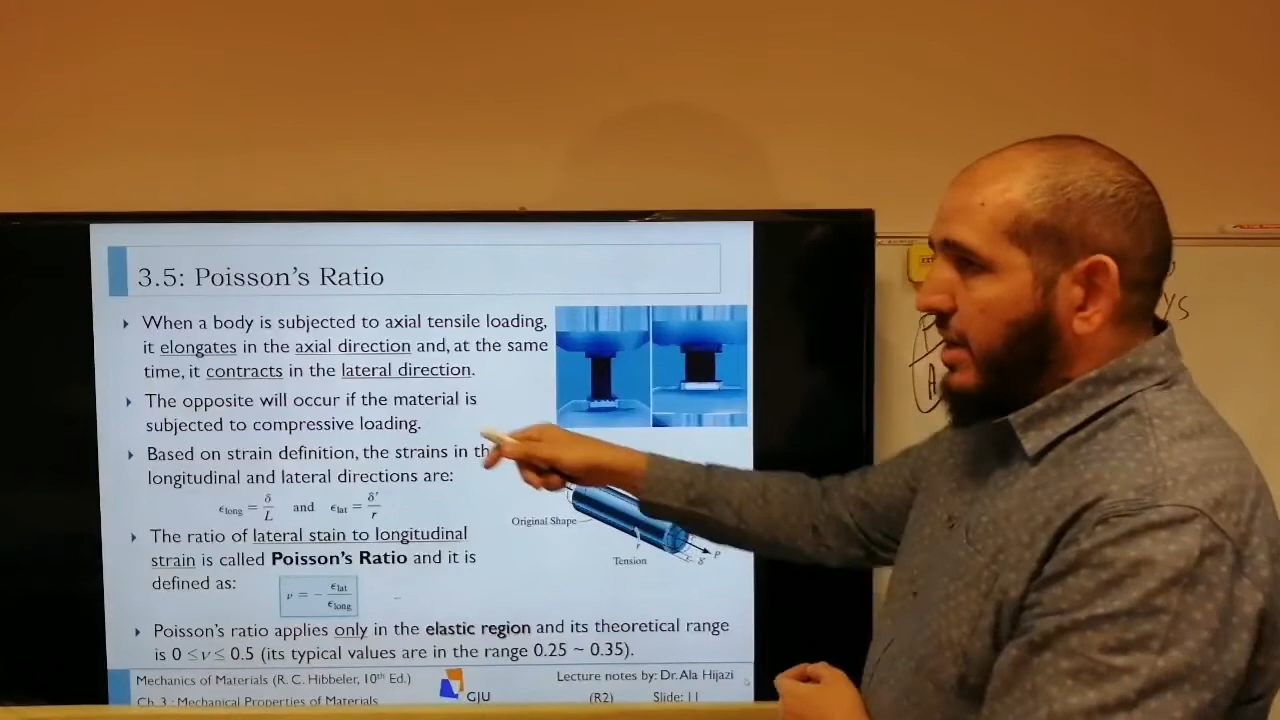 3.5: Poisson's Ratio
When a body is subjected to axial tensile loading,
it elongates in the axial direction and, at the same
time, it contracts in the lateral direction.
The opposite will occur if the material is
subjected to compressive loading.
Based on strain definition, the strains in th
longitudinal and lateral directions are:
ϵlong = δ/L and ϵlat = δ'/r
Original Shape
r
P
δ
Tension
The ratio of lateral stain to longitudinal
strain is called Poisson's Ratio and it is
defined as:
ν = - ϵlat/ϵlong
Poisson's ratio applies only in the elastic region and its theoretical range
is 0 ≤ ν ≤ 0.5 (its typical values are in the range 0.25 ~ 0.35).
Mechanics of Materials (R. C. Hibbeler, 10th Ed.)
Ch. 3 : Mechanical Properties of Materials
GJU
Lecture notes by: Dr. Ala Hijazi
(R2) Slide: 11
P
A
YS